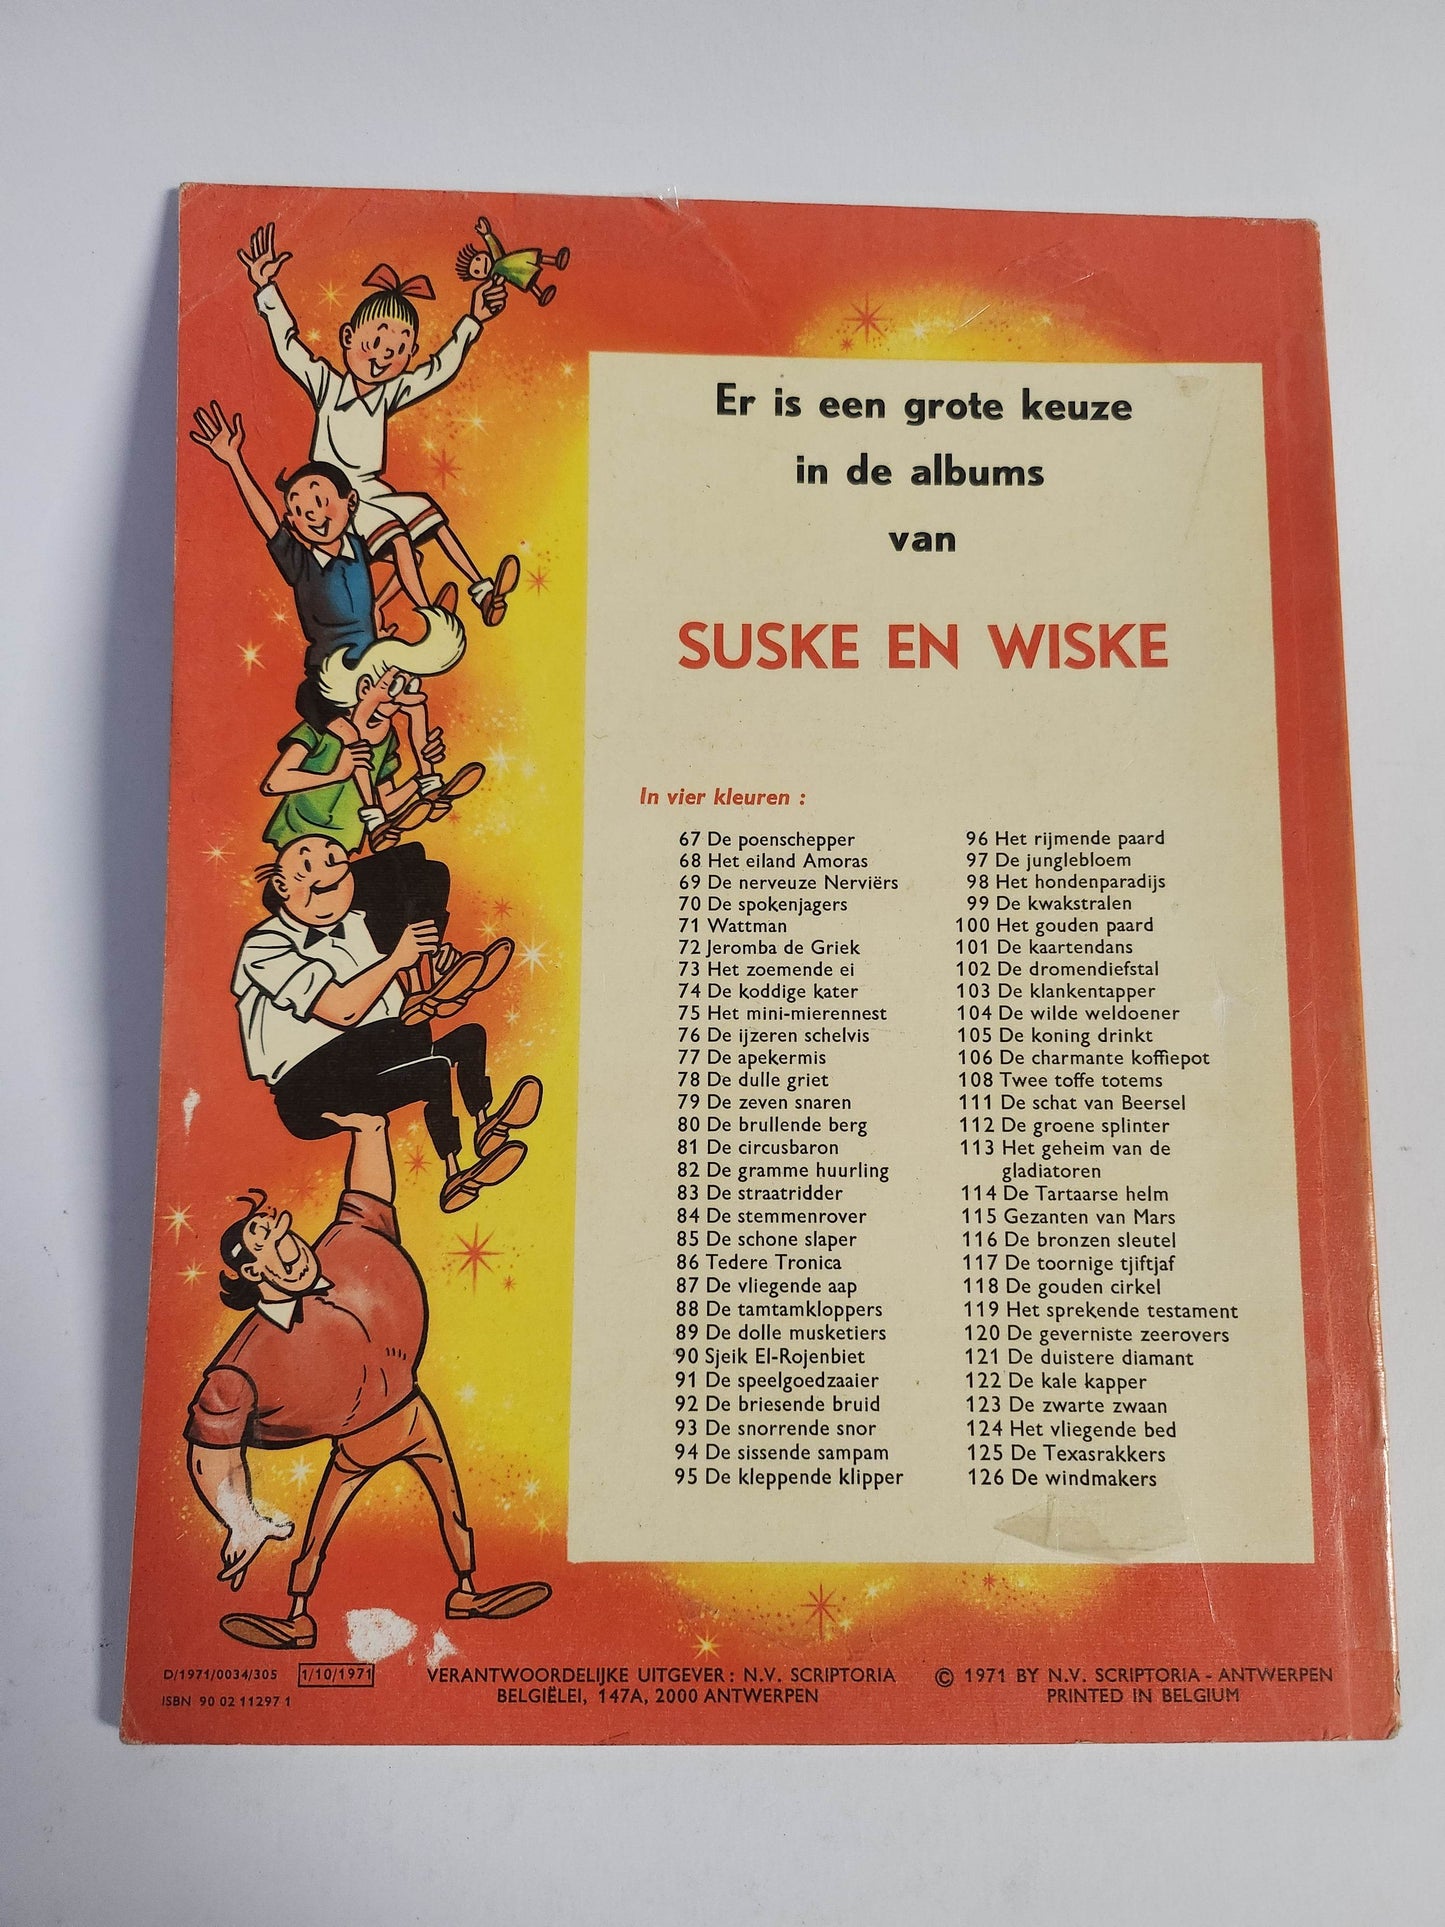 Er is een grote keuze
in de albums
van
SUSKE EN WISKE
In vier kleuren :
67 De poenschepper
68 Het eiland Amoras
69 De nerveuze Nerviërs
70 De spokenjagers
71 Wattman
72 Jeromba de Griek
73 Het zoemende ei
74 De koddige kater
75 Het mini-mierennest
76 De ijzeren schelvis
77 De apekermis
78 De dulle griet
79 De zeven snaren
80 De brullende berg
81 De circusbaron
82 De gramme huurling
83 De straatridder
84 De stemmenrover
85 De schone slaper
86 Tedere Tronica
87 De vliegende aap
88 De tamtamkloppers
89 De dolle musketiers
90 Sjeik El-Rojenbiet
91 De speelgoedzaaier
92 De briesende bruid
93 De snorrende snor
94 De sissende sampam
95 De kleppende klipper
96 Het rijmende paard
97 De junglebloem
98 Het hondenparadijs
99 De kwakstralen
100 Het gouden paard
101 De kaartendans
102 De dromendiefstal
103 De klankentapper
104 De wilde weldoener
105 De koning drinkt
106 De charmante koffiepot
108 Twee toffe totems
111 De schat van Beersel
112 De groene splinter
113 Het geheim van de
gladiatoren
114 De Tartaarse helm
115 Gezanten van Mars
116 De bronzen sleutel
117 De toornige tjiftjaf
118 De gouden cirkel
119 Het sprekende testament
120 De geverniste zeerovers
121 De duistere diamant
122 De kale kapper
123 De zwarte zwaan
124 Het vliegende bed
125 De Texasrakkers
126 De windmakers
D/1971/0034/305 1/10/1971
ISBN 90 02 11297 1
VERANTWOORDELIJKE UITGEVER : N.V. SCRIPTORIA
BELGIËLEI, 147A, 2000 ANTWERPEN
© 1971 BY N.V. SCRIPTORIA - ANTWERPEN
PRINTED IN BELGIUM